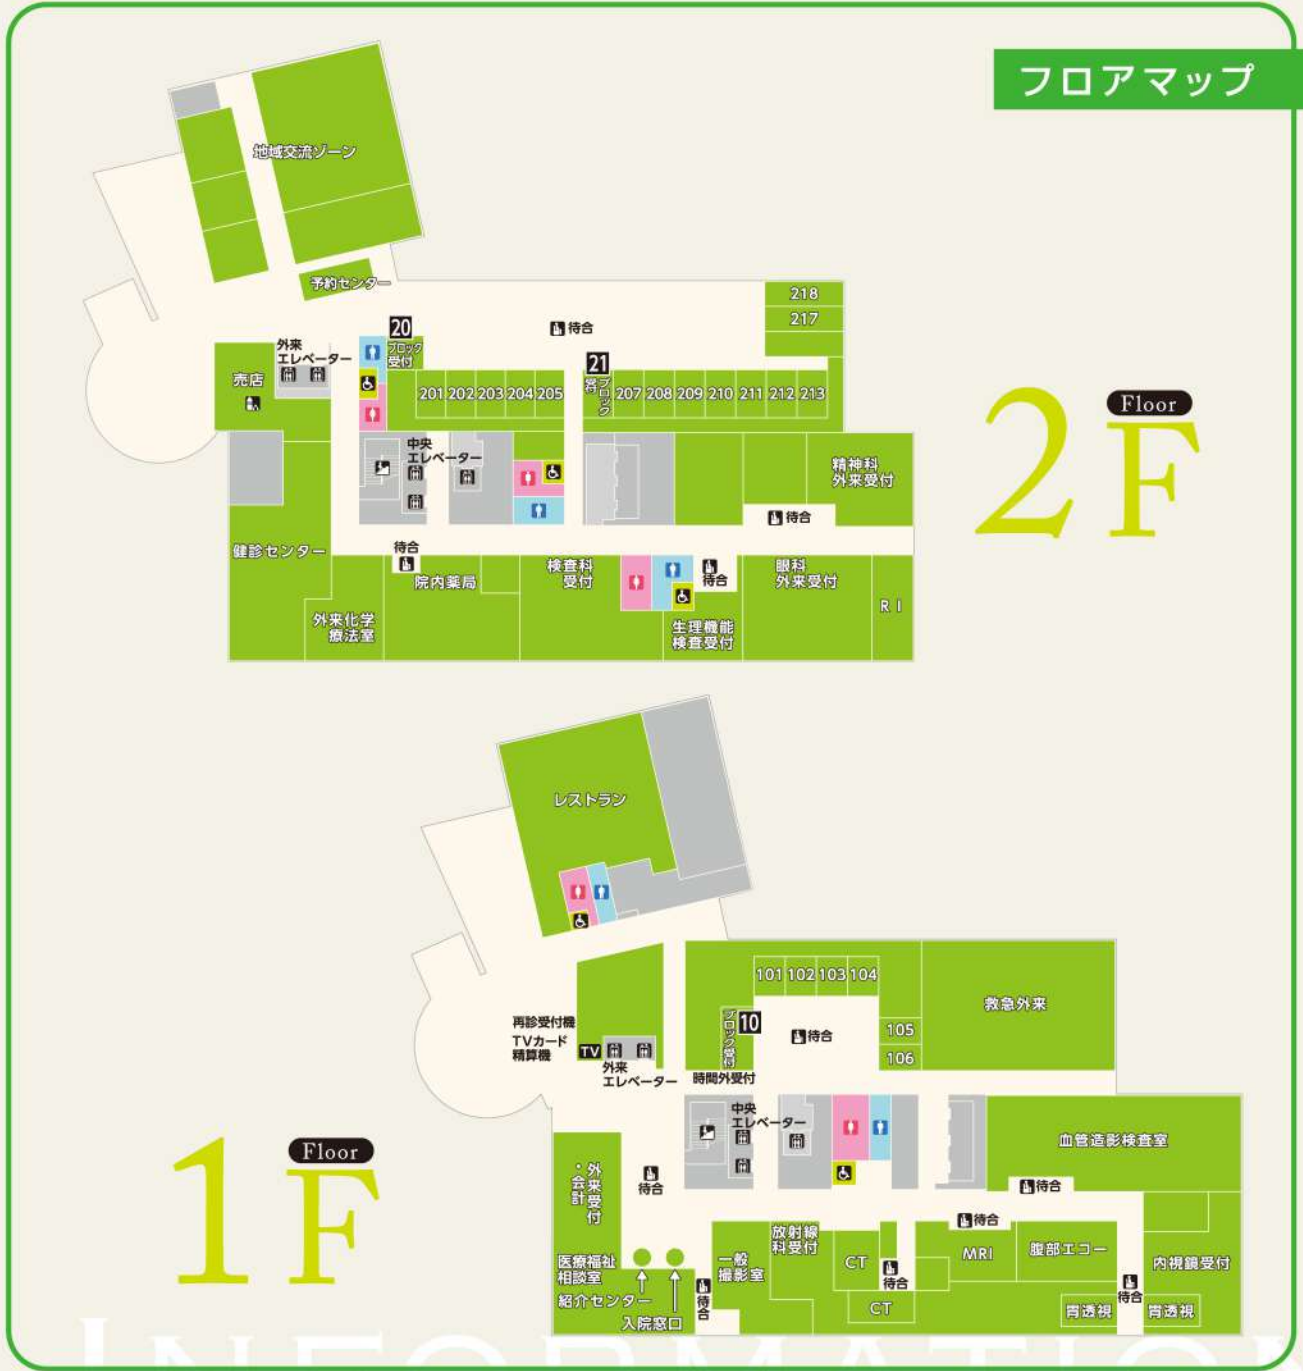 フロアマップ
地域交流ゾーン
予約センター
218
217
待合
20
ブロック
受付
外来
エレベーター
21
ブロック
受付
売店
201
202
203
204
205
207
208
209
210
211
212
213
2F
Floor
中央
エレベーター
精神科
外来受付
待合
健診センター
待合
院内薬局
検査科
受付
待合
眼科
外来受付
外来化学
療法室
生理機能
検査受付
RI
レストラン
101
102
103
104
救急外来
再診受付機
TVカード
精算機
TV
外来
エレベーター
ブロック受付
10
待合
105
106
時間外受付
中央
エレベーター
血管造影検査室
1F
Floor
外来受付
・会計
待合
待合
待合
放射線
科受付
医療福祉
相談室
一般
撮影室
CT
待合
MRI
腹部エコー
内視鏡受付
紹介センター
入院窓口
待合
CT
胃透視
待合
胃透視
INFORMATION